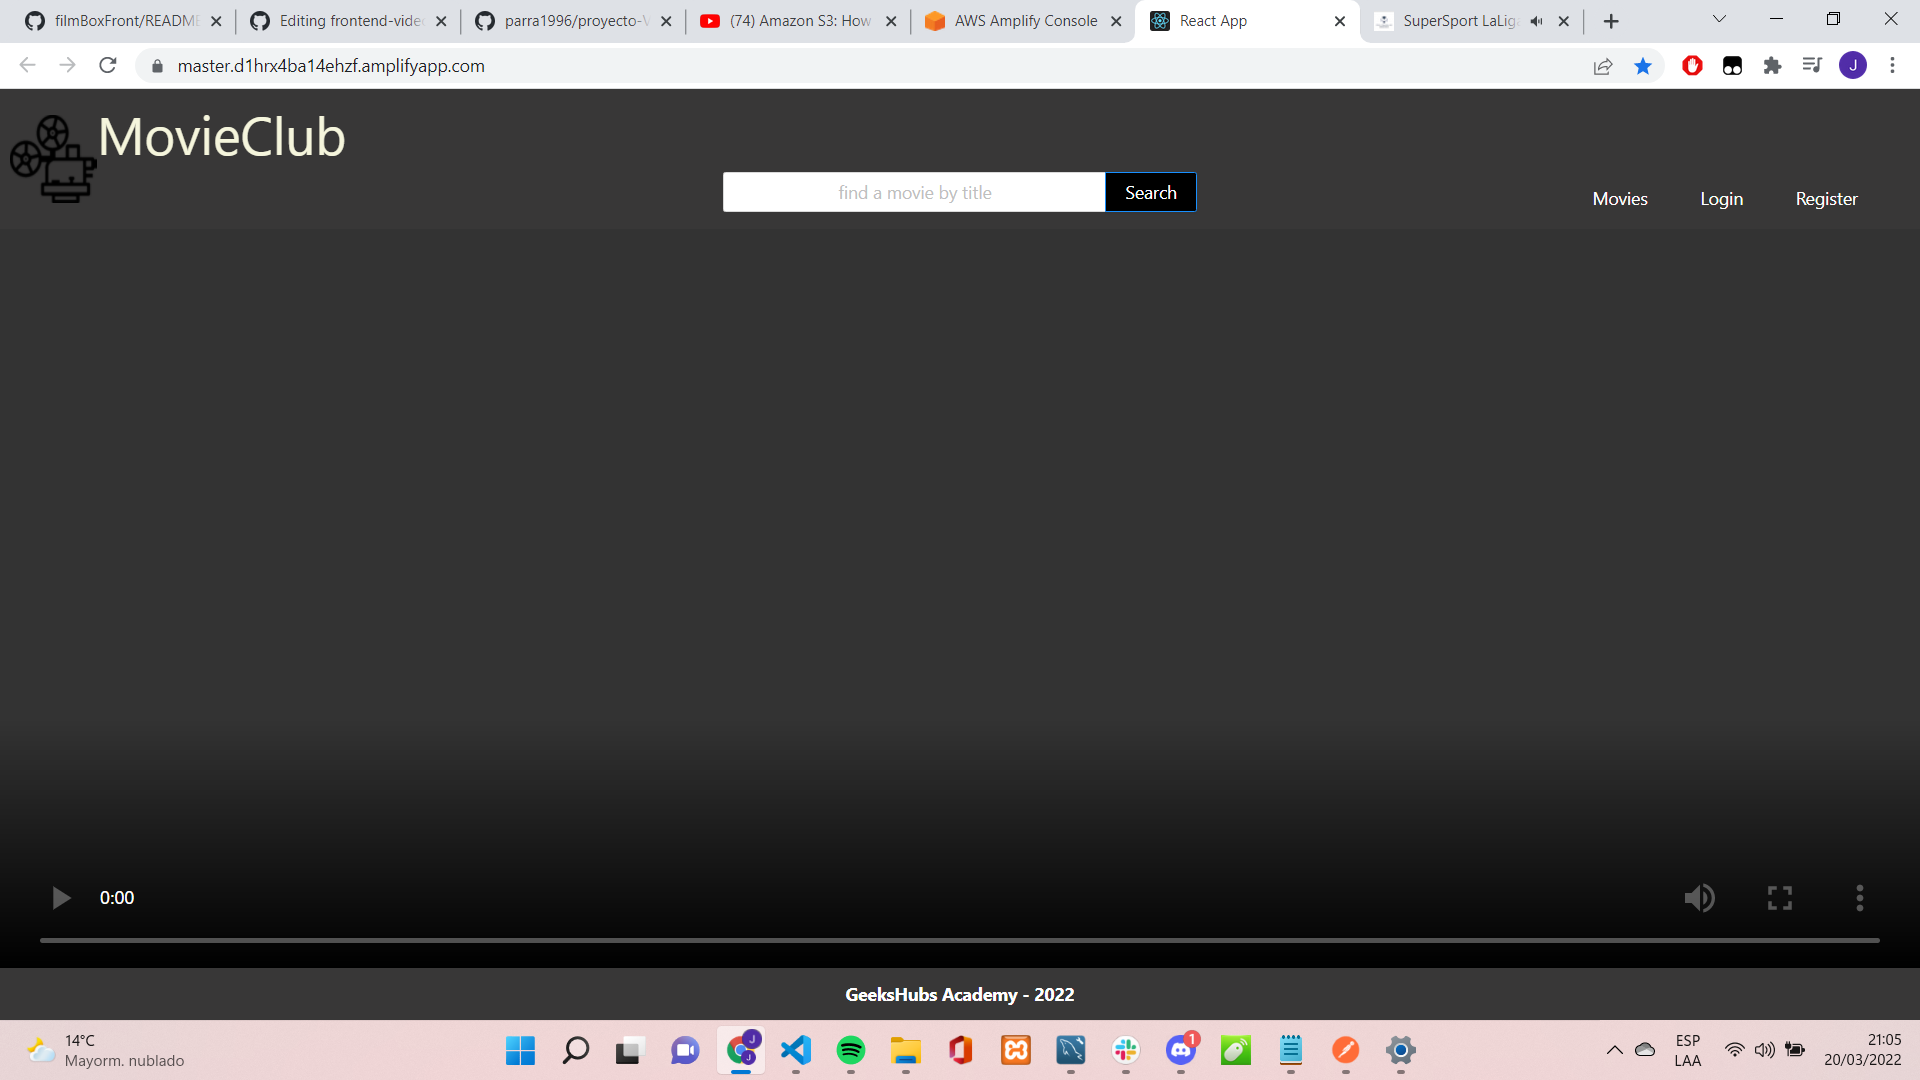 filmBoxFront/README
Editing frontend-vide
parra1996/proyecto-V
(74) Amazon S3: How
AWS Amplify Console
React App
SuperSport LaLig
master.d1hrx4ba14ehzf.amplifyapp.com
J
MovieClub
find a movie by title
Search
Movies
Login
Register
0:00
GeeksHubs Academy - 2022
14°C
Mayorm. nublado
J
J
1
ESP
LAA
21:05
20/03/2022